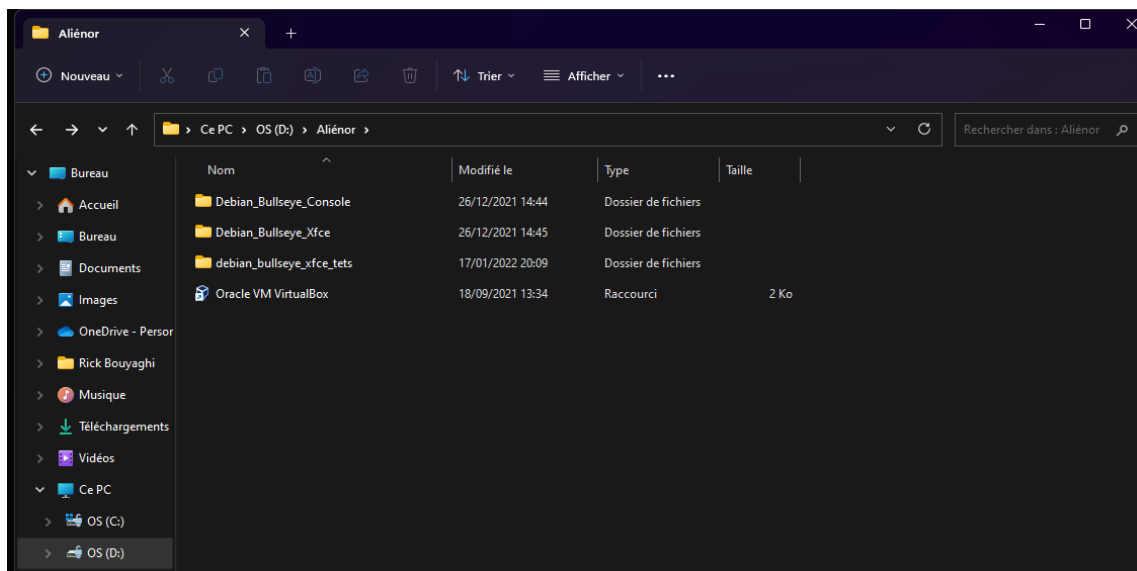 Aliénor
Nouveau
Trier
Afficher
Ce PC > OS (D:) > Aliénor >
Rechercher dans : Aliénor
Nom Modifié le Type Taille
Debian_Bullseye_Console 26/12/2021 14:44 Dossier de fichiers
Debian_Bullseye_Xfce 26/12/2021 14:45 Dossier de fichiers
debian_bullseye_xfce_tets 17/01/2022 20:09 Dossier de fichiers
Oracle VM VirtualBox 18/09/2021 13:34 Raccourci 2 Ko
Bureau
Accueil
Bureau
Documents
Images
OneDrive - Person
Rick Bouyaghi
Musique
Téléchargements
Vidéos
Ce PC
OS (C:)
OS (D:)